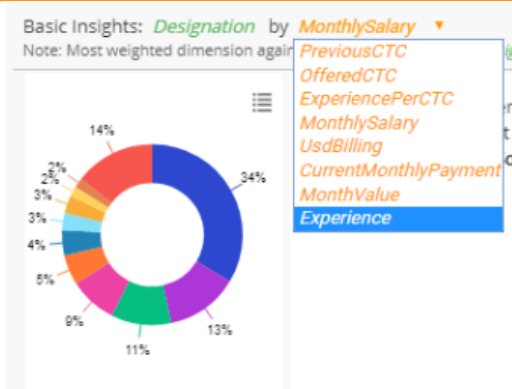 Basic Insights: Designation by MonthlySalary
Note: Most weighted dimension again
PreviousCTC
OfferedCTC
ExperiencePerCTC
MonthlySalary
UsdBilling
CurrentMonthlyPayment
MonthValue
Experience
14%
34%
2%
2%
3%
3%
4%
5%
9%
11%
13%